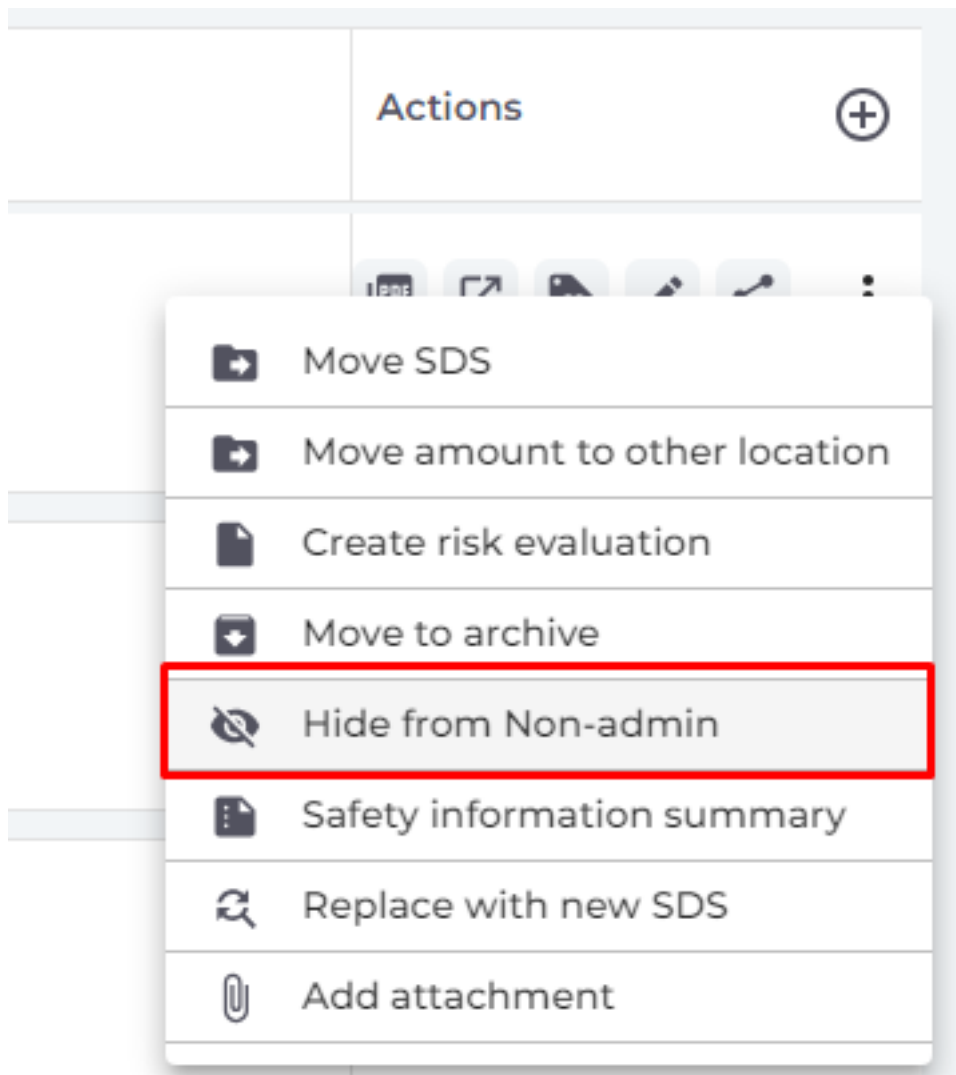 Actions
PDF
Move SDS
Move amount to other location
Create risk evaluation
Move to archive
Hide from Non-admin
Safety information summary
Replace with new SDS
Add attachment